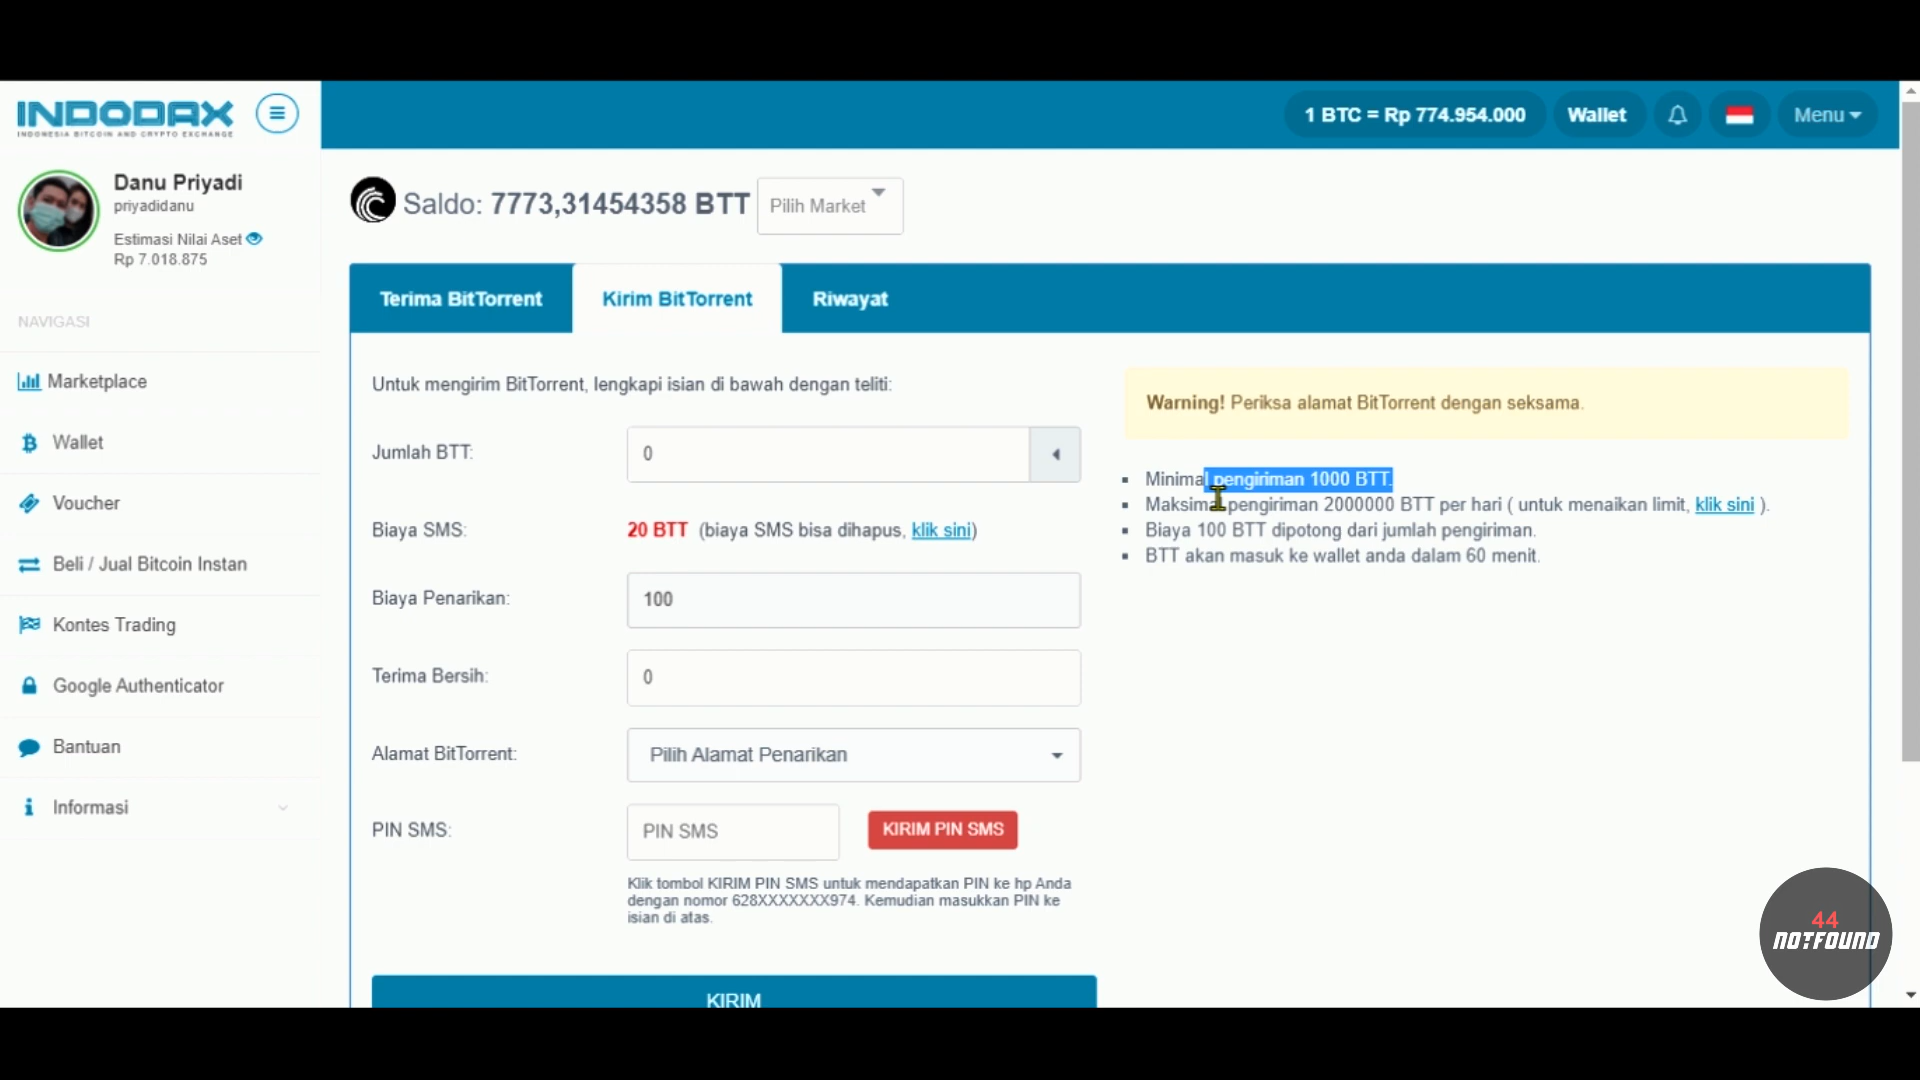 INDODAX
INDONESIA BITCOIN AND CRYPTO EXCHANGE
1 BTC = Rp 774.954.000
Wallet
Menu
Danu Priyadi
priyadidanu
Estimasi Nilai Aset
Rp 7.018.875
NAVIGASI
Marketplace
Wallet
Voucher
Beli / Jual Bitcoin Instan
Kontes Trading
Google Authenticator
Bantuan
Informasi
Saldo: 7773,31454358 BTT
Pilih Market
Terima BitTorrent
Kirim BitTorrent
Riwayat
Untuk mengirim BitTorrent, lengkapi isian di bawah dengan teliti:
Jumlah BTT:
0
Biaya SMS:
20 BTT (biaya SMS bisa dihapus, klik sini)
Biaya Penarikan:
100
Terima Bersih:
0
Alamat BitTorrent:
Pilih Alamat Penarikan
PIN SMS:
PIN SMS
KIRIM PIN SMS
Klik tombol KIRIM PIN SMS untuk mendapatkan PIN ke hp Anda
dengan nomor 628XXXXXXX974. Kemudian masukkan PIN ke
isian di atas.
KIRIM
Warning! Periksa alamat BitTorrent dengan seksama.
Minimal pengiriman 1000 BTT.
Maksimal pengiriman 2000000 BTT per hari ( untuk menaikan limit, klik sini ).
Biaya 100 BTT dipotong dari jumlah pengiriman.
BTT akan masuk ke wallet anda dalam 60 menit.
44
NOTFOUND